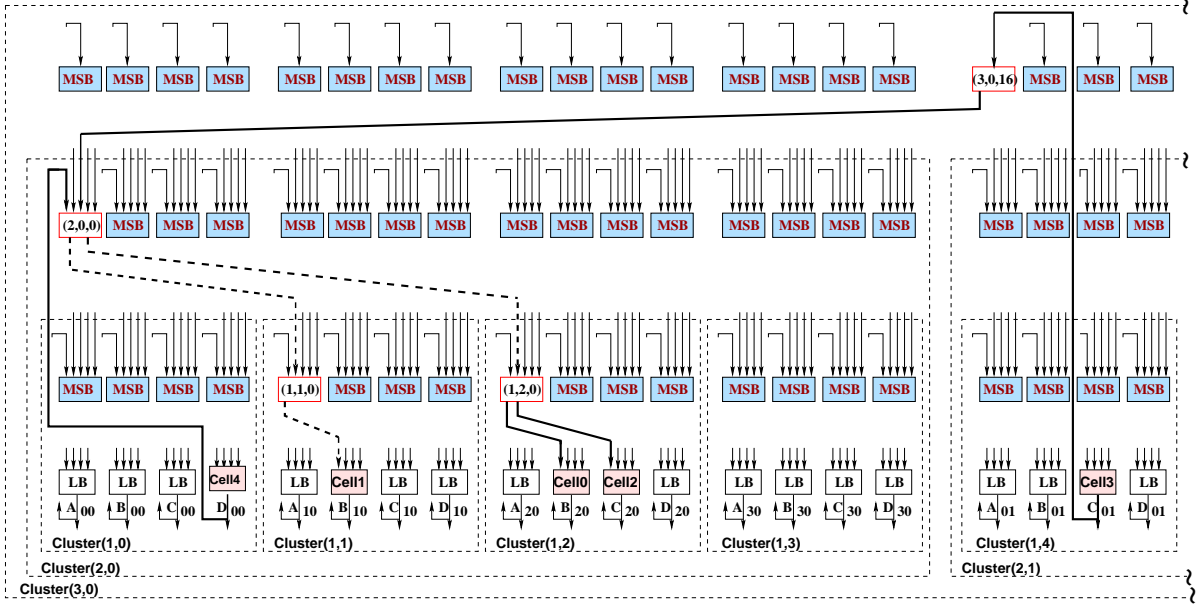 MSB MSB MSB MSB MSB MSB MSB MSB MSB MSB MSB MSB MSB MSB MSB MSB (3,0,16) MSB MSB MSB
(2,0,0) MSB MSB MSB MSB MSB MSB MSB MSB MSB MSB MSB MSB MSB MSB MSB MSB MSB MSB MSB
MSB MSB MSB MSB (1,1,0) MSB MSB MSB (1,2,0) MSB MSB MSB MSB MSB MSB MSB MSB MSB MSB MSB
LB LB LB Cell4 LB Cell1 LB LB LB Cell0 Cell2 LB LB LB LB LB LB LB Cell3 LB
A 00 B 00 C 00 D 00 A 10 B 10 C 10 D 10 A 20 B 20 C 20 D 20 A 30 B 30 C 30 D 30 A 01 B 01 C 01 D 01
Cluster(1,0) Cluster(1,1) Cluster(1,2) Cluster(1,3) Cluster(1,4)
Cluster(2,0) Cluster(2,1)
Cluster(3,0)